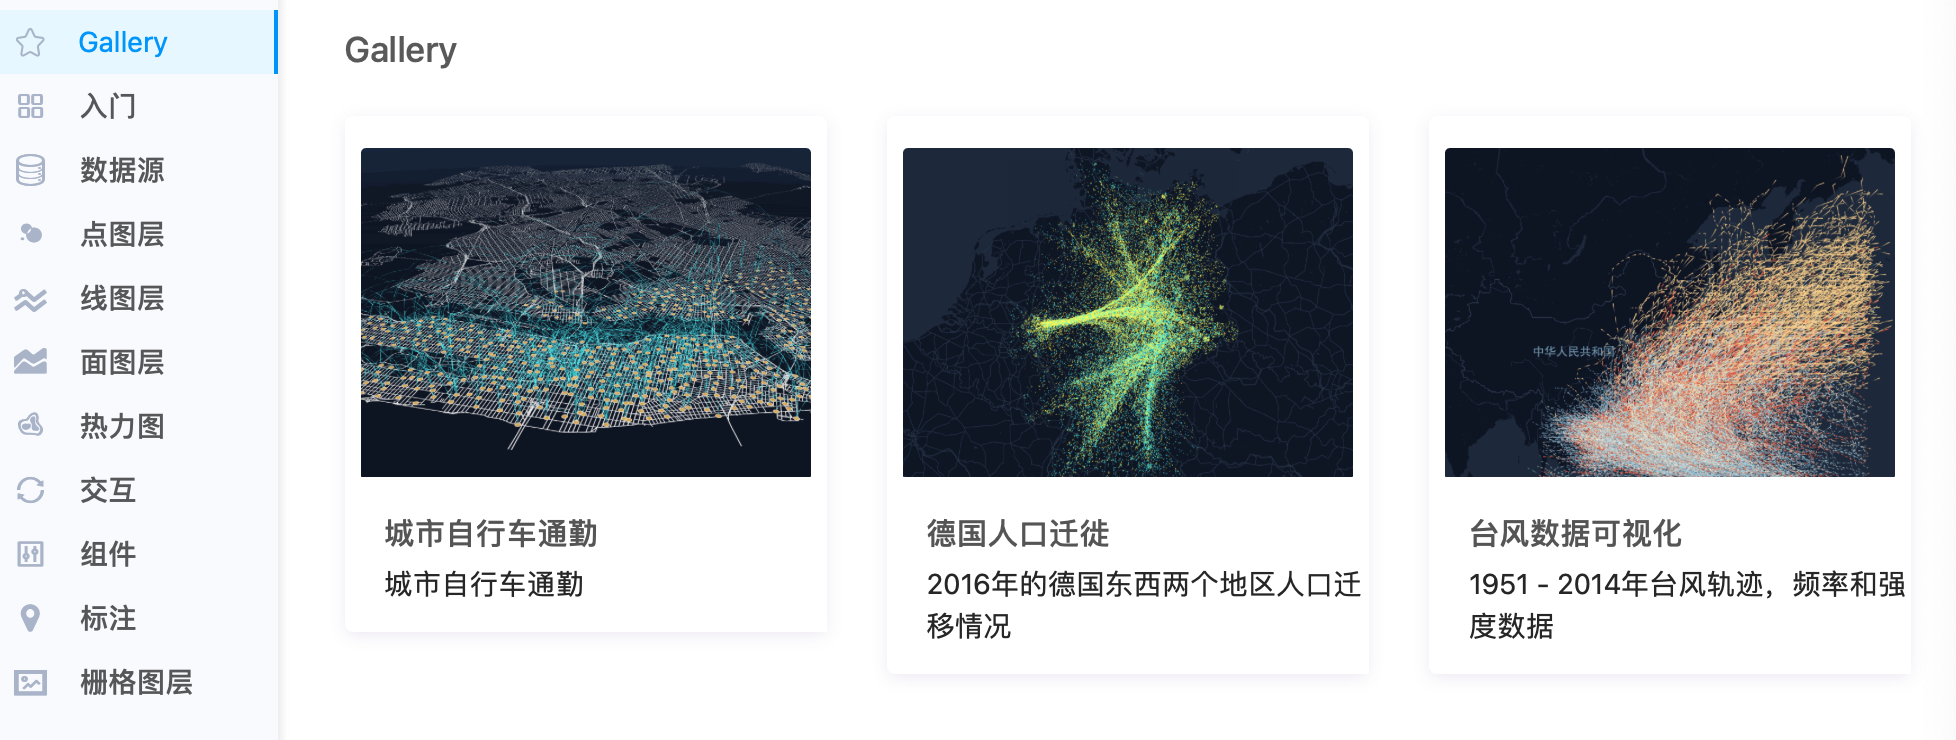 Gallery
入门
数据源
点图层
线图层
面图层
热力图
交互
组件
标注
栅格图层
Gallery
城市自行车通勤
城市自行车通勤
德国人口迁徙
2016年的德国东西两个地区人口迁
移情况
中华人民共和国
台风数据可视化
1951 - 2014年台风轨迹，频率和强
度数据